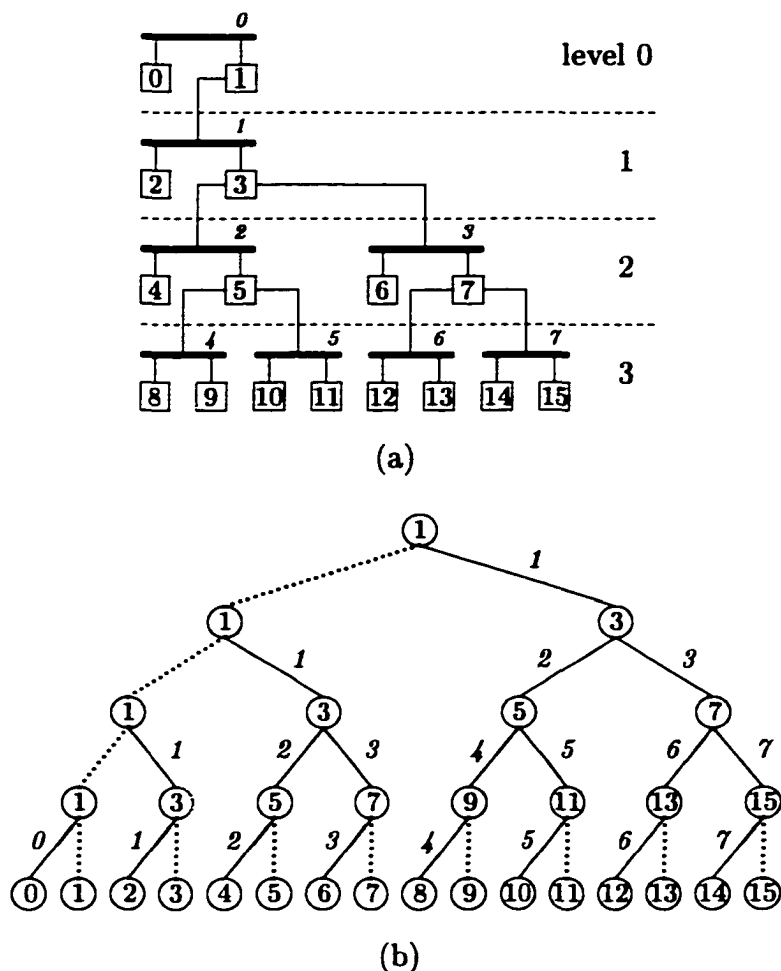 0
0 1 level 0
1
2 3 1
2 3
4 5 6 7 2
4 5 6 7
8 9 10 11 12 13 14 15 3
(a)
1
1
1 3
1 2 3
1 3 5 7
1 2 3 4 5 6 7
1 3 5 7 9 11 13 15
0 1 2 3 4 5 6 7
0 1 2 3 4 5 6 7 8 9 10 11 12 13 14 15
(b)